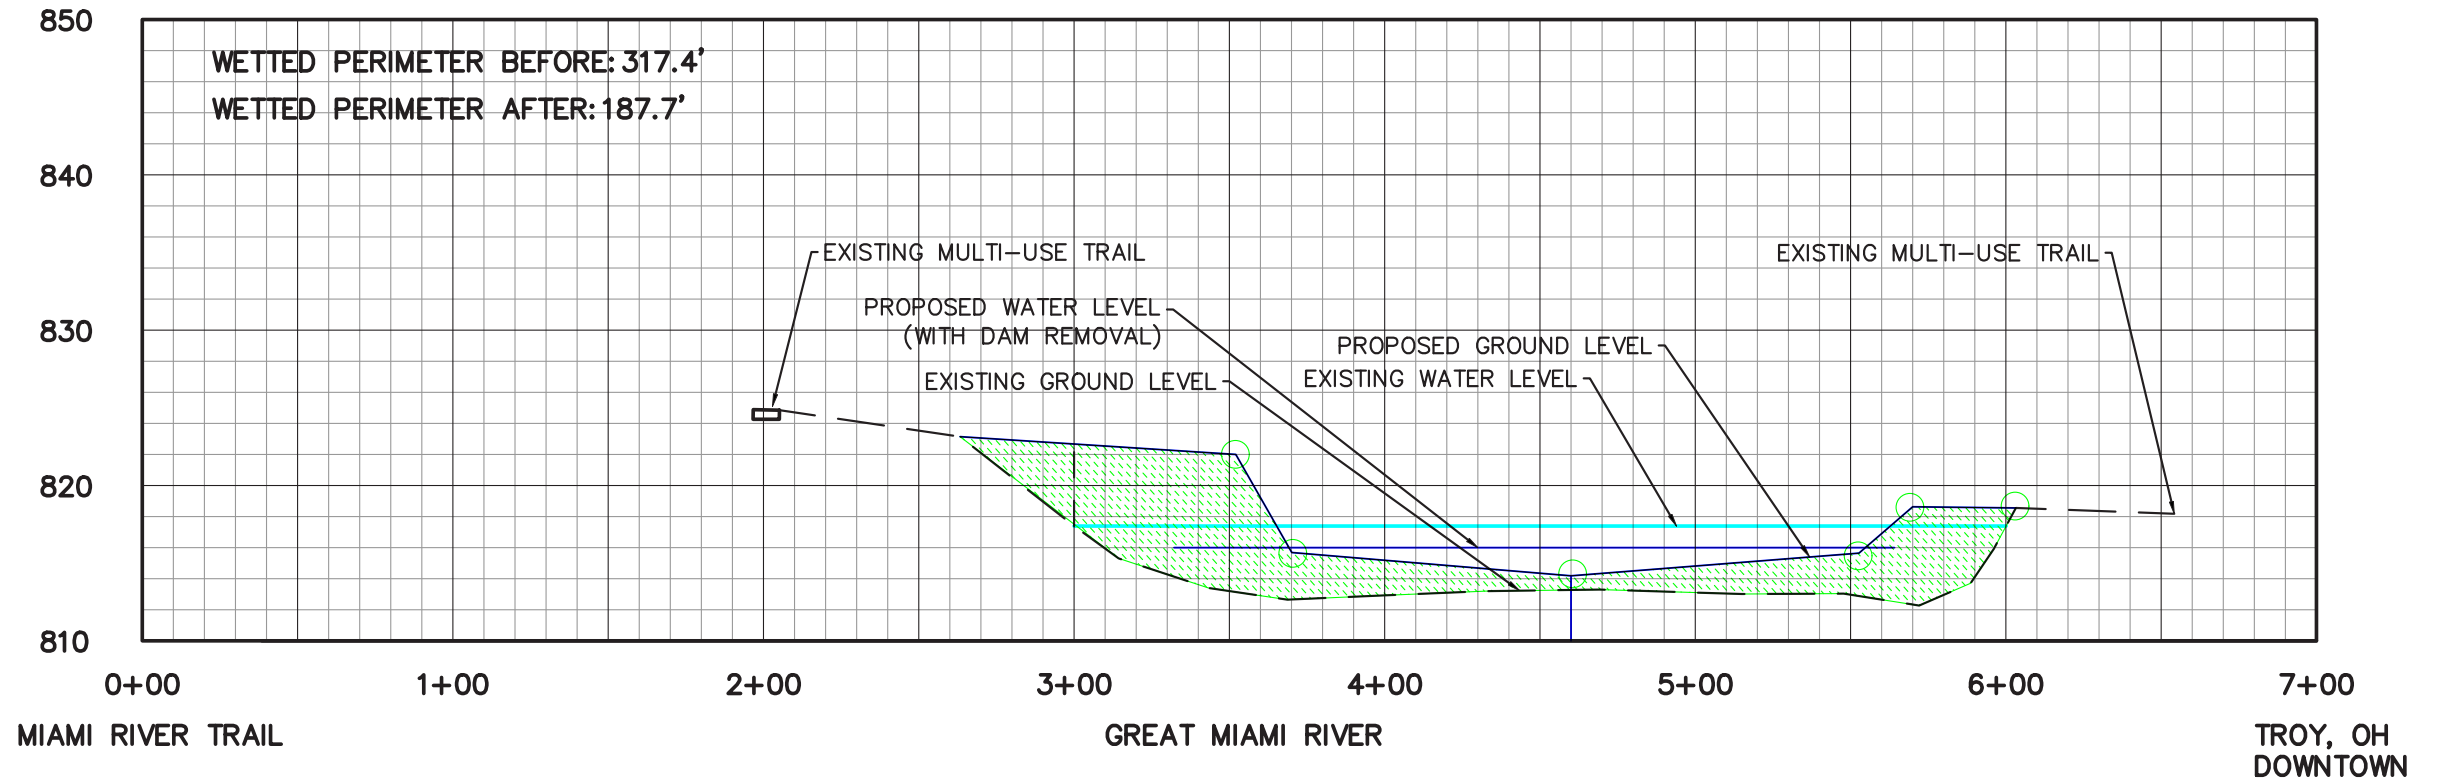 850
WETTED PERIMETER BEFORE: 317.4'
WETTED PERIMETER AFTER: 187.7'
840
EXISTING MULTI-USE TRAIL
EXISTING MULTI-USE TRAIL
PROPOSED WATER LEVEL
(WITH DAM REMOVAL)
830
PROPOSED GROUND LEVEL
EXISTING GROUND LEVEL
EXISTING WATER LEVEL
820
810
0+00 1+00 2+00 3+00 4+00 5+00 6+00 7+00
MIAMI RIVER TRAIL
GREAT MIAMI RIVER
TROY, OH
DOWNTOWN